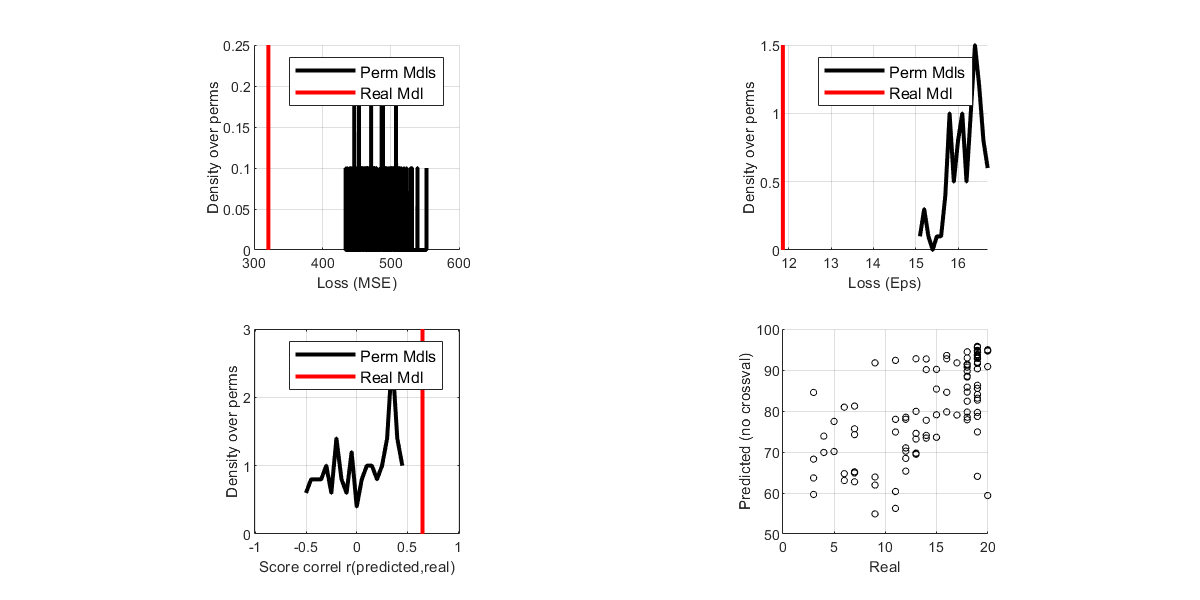 0.25
0.2
0.15
0.1
0.05
0
300
400
500
600
Density over perms
Loss (MSE)
Perm Mdls
Real Mdl
1.5
1
0.5
0
12
13
14
15
16
Density over perms
Loss (Eps)
Perm Mdls
Real Mdl
3
2
1
0
-1
-0.5
0
0.5
1
Density over perms
Score correl r(predicted,real)
Perm Mdls
Real Mdl
100
90
80
70
60
50
0
5
10
15
20
Predicted (no crossval)
Real